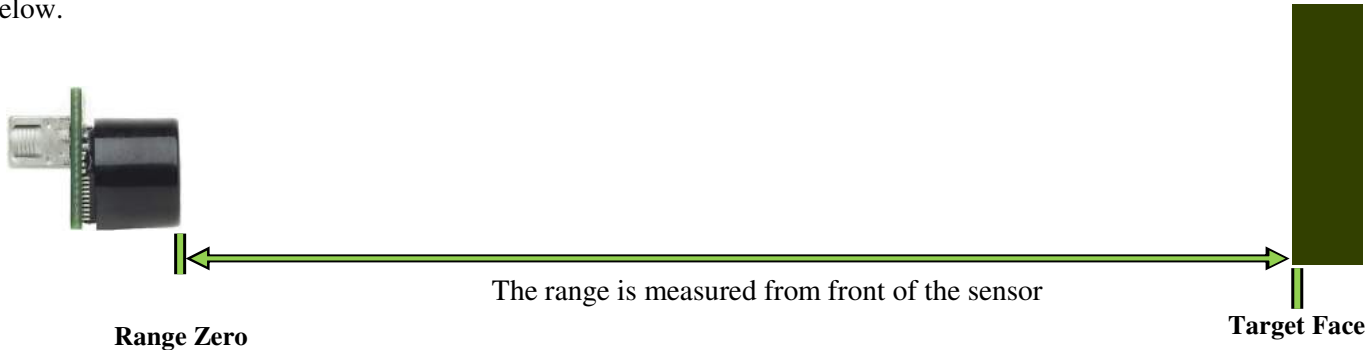 elow.
The range is measured from front of the sensor
Target Face
Range Zero